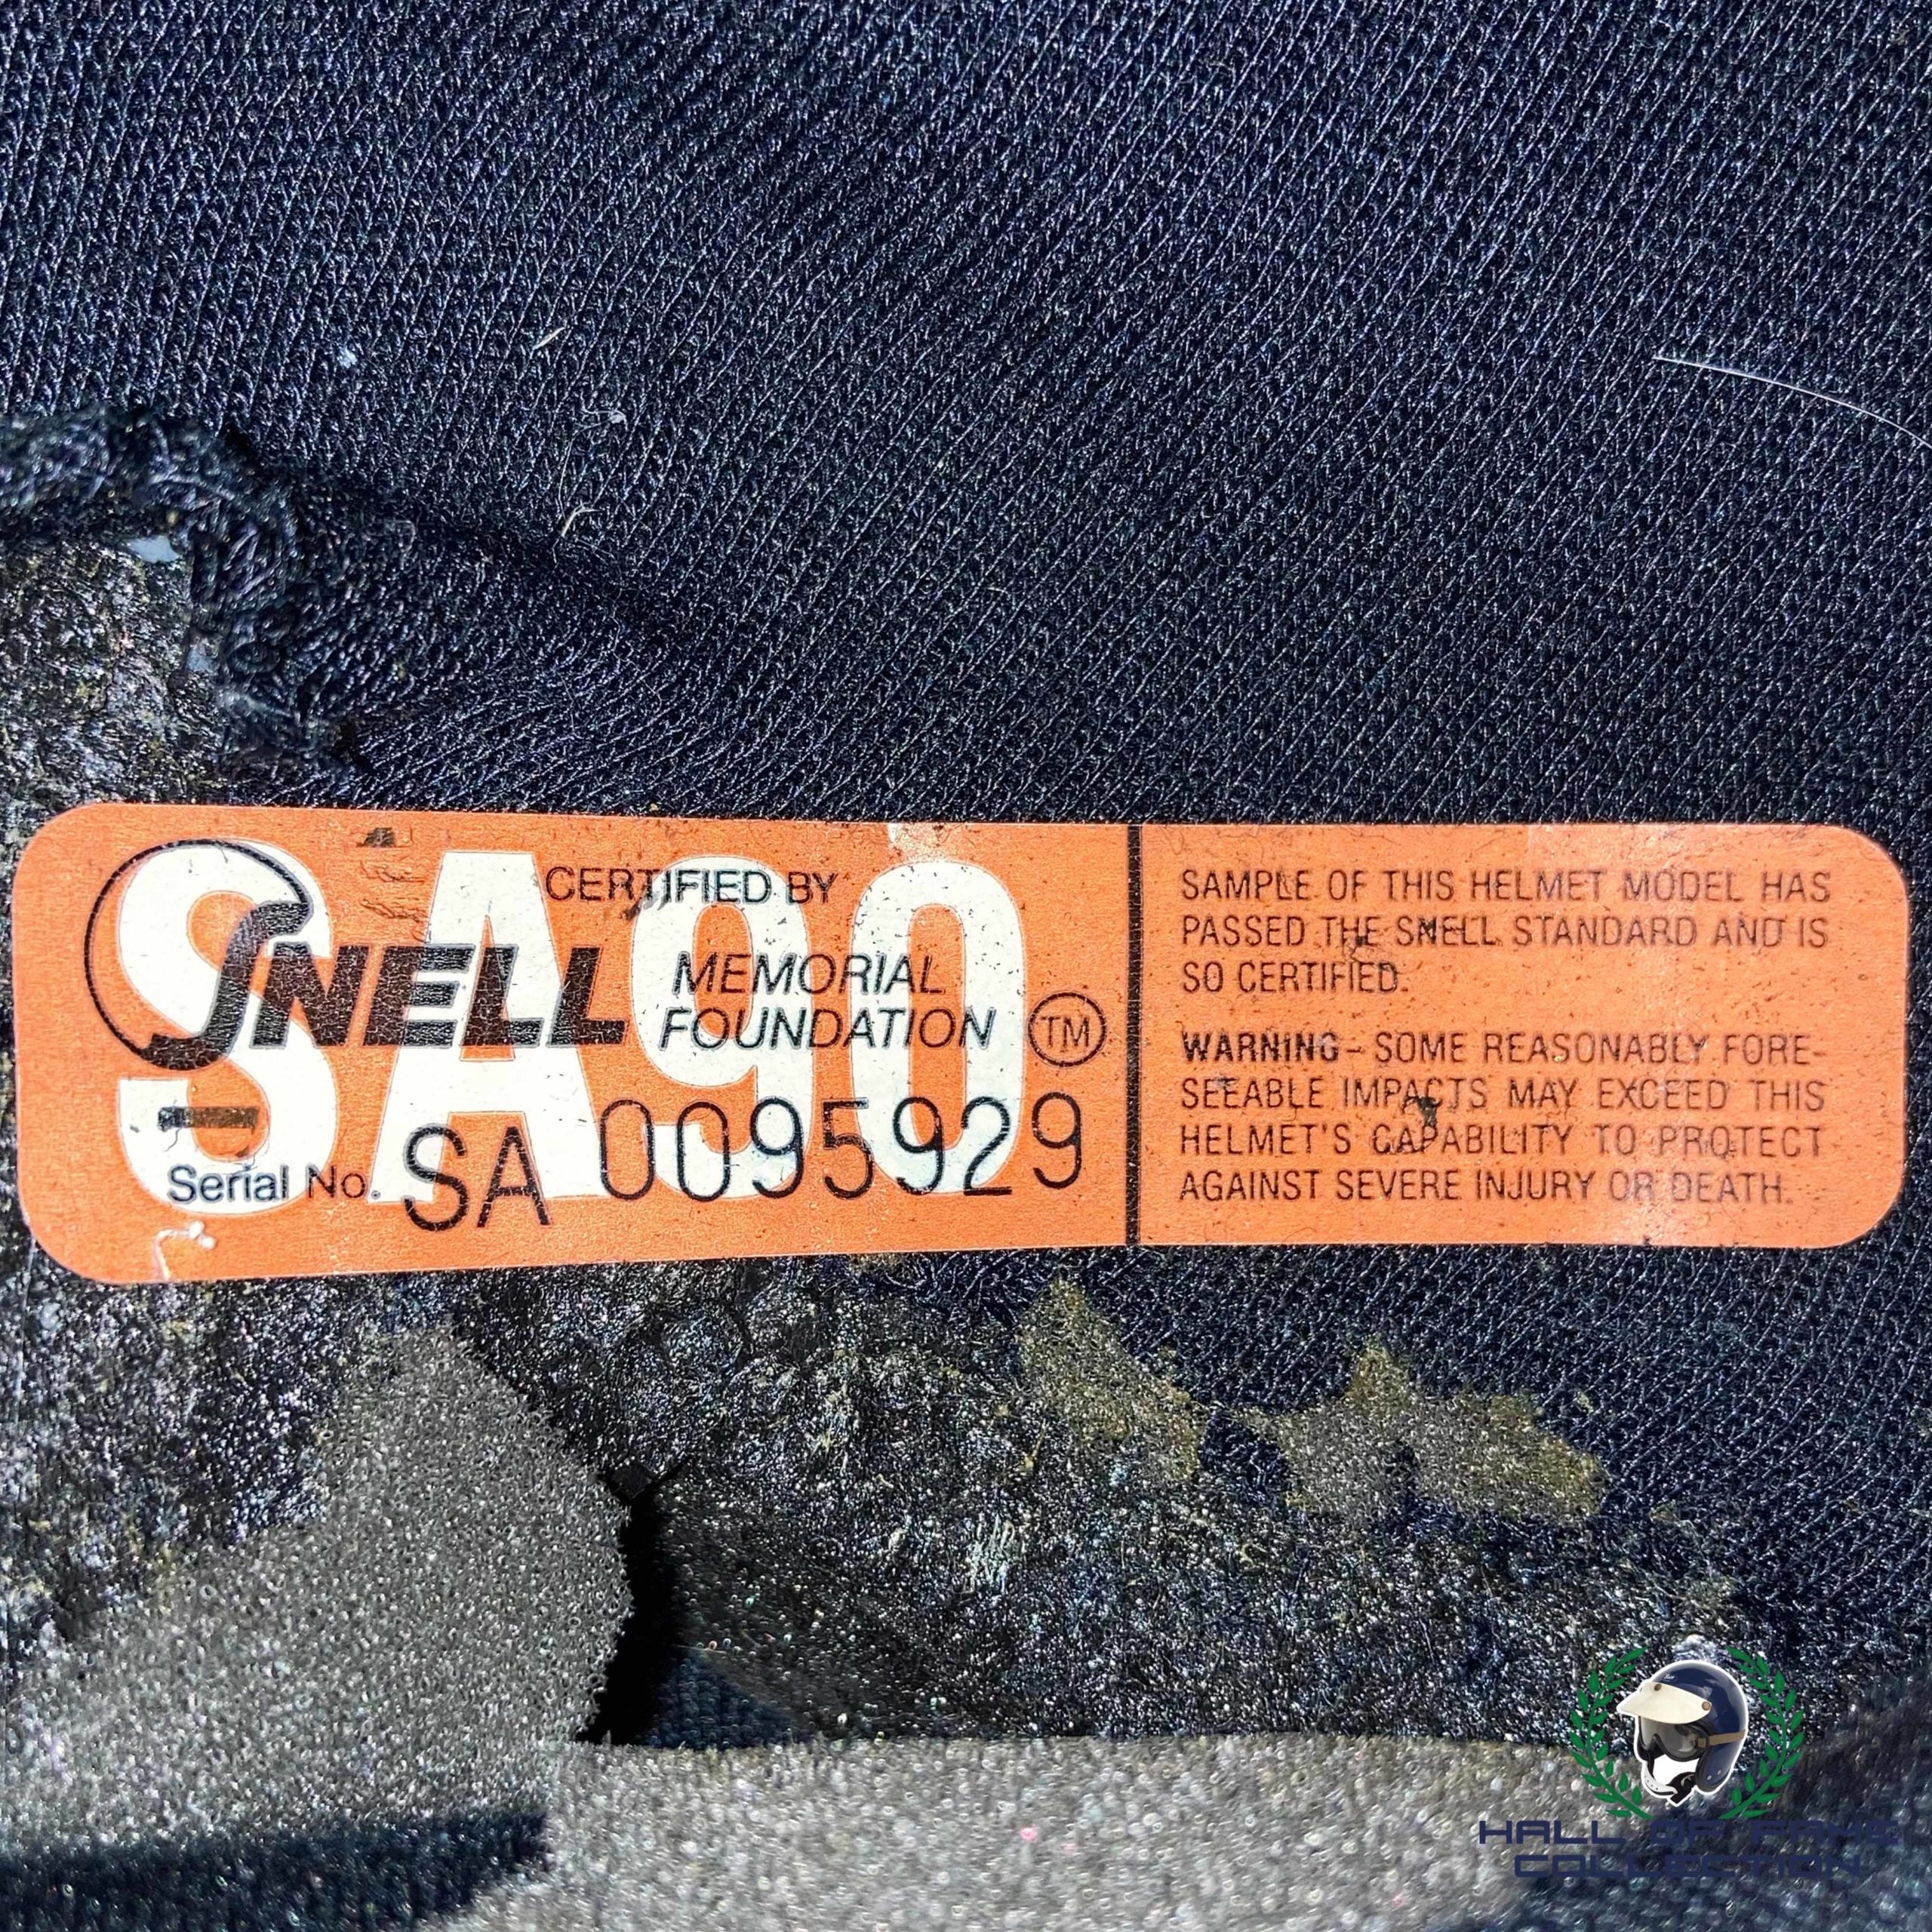 SA90
CERTIFIED BY
SNELL MEMORIAL
FOUNDATION TM
Serial No. SA 0095929
SAMPLE OF THIS HELMET MODEL HAS
PASSED THE SNELL STANDARD AND IS
SO CERTIFIED.
WARNING - SOME REASONABLY FORE-
SEEABLE IMPACTS MAY EXCEED THIS
HELMET'S CAPABILITY TO PROTECT
AGAINST SEVERE INJURY OR DEATH.
HALL OF FAME
COLLECTION